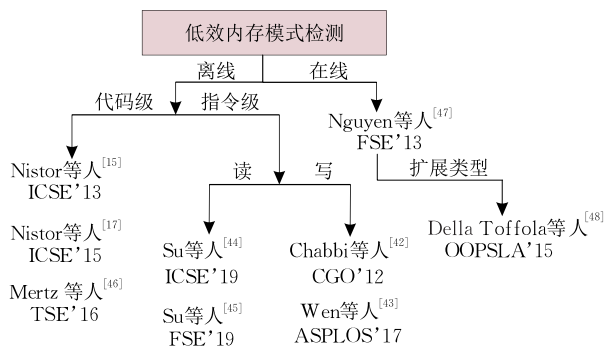 低效内存模式检测
离线
在线
代码级
指令级
Nguyen等人[47]
FSE’13
扩展类型
Nistor等人[15]
ICSE’13
读
写
Della Toffola等人[48]
OOPSLA’15
Nistor等人[17]
ICSE’15
Su等人[44]
ICSE’19
Chabbi等人[42]
CGO’12
Mertz 等人[46]
TSE’16
Su等人[45]
FSE’19
Wen等人[43]
ASPLOS’17